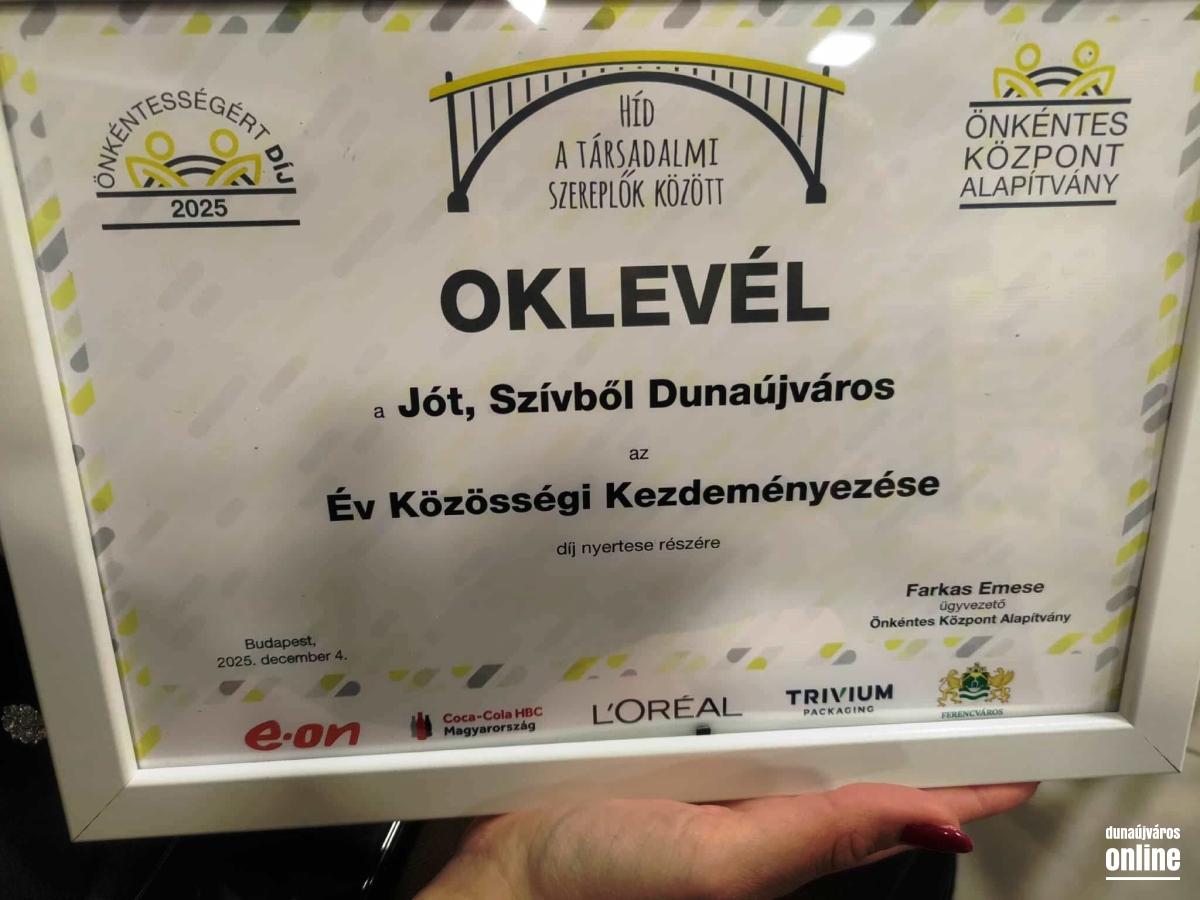 ÖNKÉNTESSÉGÉRT DÍJ
2025
HÍD
A TÁRSADALMI
SZEREPLŐK KÖZÖTT
ÖNKÉNTES
KÖZPONT
ALAPÍTVÁNY
OKLEVÉL
a Jót, Szívből Dunaújváros
az
Év Közösségi Kezdeményezése
díj nyertese részére
Farkas Emese
ügyvezető
Önkéntes Központ Alapítvány
Budapest,
2025. december 4.
e·on
Coca-Cola HBC
Magyarország
L'ORÉAL
TRIVIUM
PACKAGING
FERENCVÁROS
dunaújváros
online